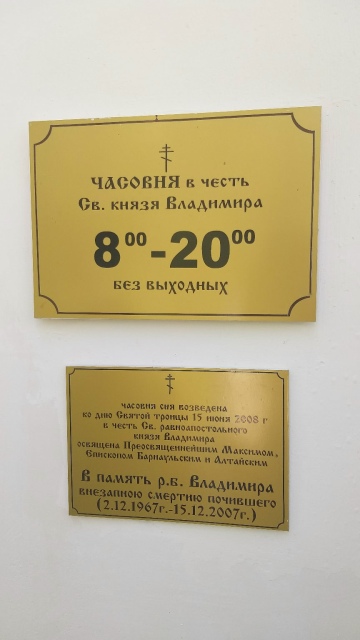 ЧАСОВНЯ в честь
Св. князя Владимира
8⁰⁰-20⁰⁰
без выходных
часовня сия возведена
ко дню Святой троицы 15 июня 2008 г
в честь Св. равноапостольного
князя Владимира
освящена Преосвященнейшим Максимом,
Епископом Барнаульским и Алтайским
В память р.б. Владимира
внезапною смертию почившего
(2.12.1967г.-15.12.2007г.)